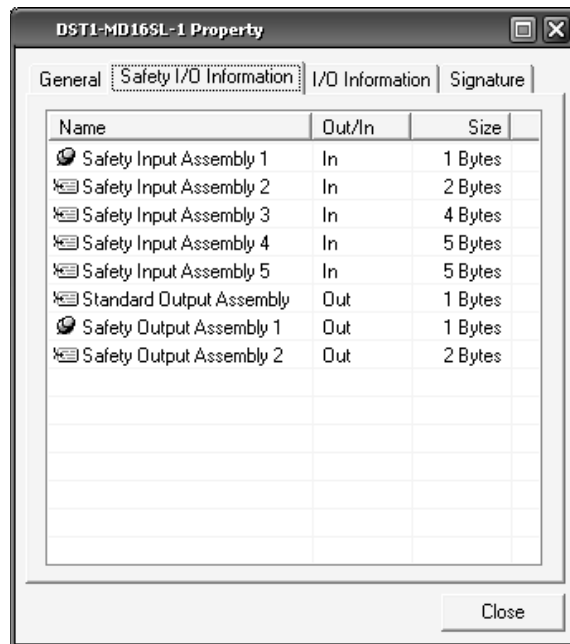 DST1-MD16SL-1 Property
General Safety I/O Information I/O Information Signature
Name Out/In Size
Safety Input Assembly 1 In 1 Bytes
Safety Input Assembly 2 In 2 Bytes
Safety Input Assembly 3 In 4 Bytes
Safety Input Assembly 4 In 5 Bytes
Safety Input Assembly 5 In 5 Bytes
Standard Output Assembly Out 1 Bytes
Safety Output Assembly 1 Out 1 Bytes
Safety Output Assembly 2 Out 2 Bytes
Close